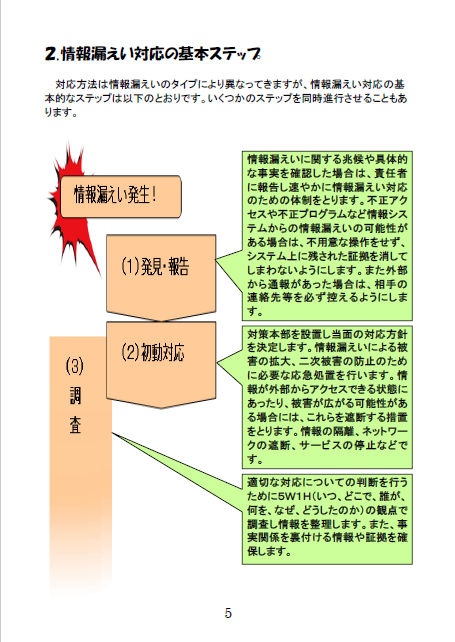 2.情報漏えい対応の基本ステップ
対応方法は情報漏えいのタイプにより異なってきますが、情報漏えい対応の基
本的なステップは以下のとおりです。いくつかのステップを同時進行させることもあ
ります。
情報漏えい発生！
(1)発見・報告
情報漏えいに関する兆候や具体的
な事実を確認した場合は、責任者
に報告し速やかに情報漏えい対応
のための体制をとります。不正アク
セスや不正プログラムなど情報シス
テムからの情報漏えいの可能性が
ある場合は、不用意な操作をせず、
システム上に残された証拠を消して
しまわないようにします。また外部
から通報があった場合は、相手の
連絡先等を必ず控えるようにしま
す。
(2)初動対応
対策本部を設置し当面の対応方針
を決定します。情報漏えいによる被
害の拡大、二次被害の防止のため
に必要な応急処置を行います。情
報が外部からアクセスできる状態に
あったり、被害が広がる可能性があ
る場合には、これらを遮断する措置
をとります。情報の隔離、ネットワー
クの遮断、サービスの停止などで
す。
(3)
調
査
適切な対応についての判断を行う
ために5W1H(いつ、どこで、誰が、
何を、なぜ、どうしたのか)の観点で
調査し情報を整理します。また、事
実関係を裏付ける情報や証拠を確
保します。
5